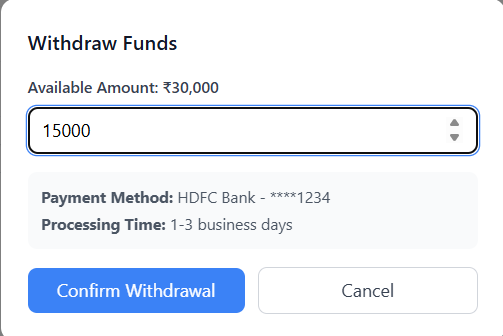 Withdraw Funds
Available Amount: ₹30,000
15000
Payment Method: HDFC Bank - ****1234
Processing Time: 1-3 business days
Confirm Withdrawal
Cancel